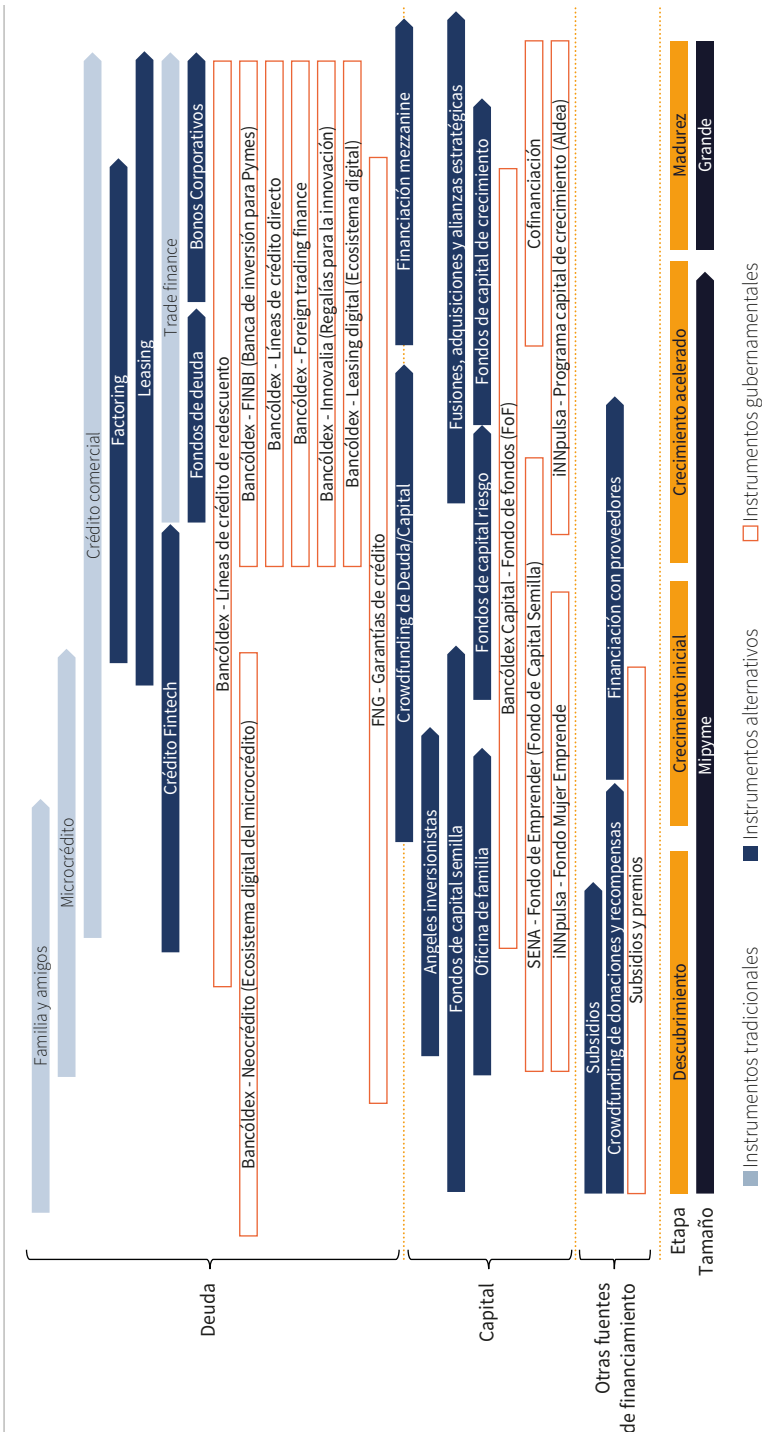 Deuda
Familia y amigos
Microcrédito
Crédito comercial
Factoring
Leasing
Crédito Fintech
Trade finance
Fondos de deuda
Bonos Corporativos
Bancóldex - Líneas de crédito de redescuento
Bancóldex - Neocrédito (Ecosistema digital del microcrédito)
Bancóldex - FINBI (Banca de inversión para Pymes)
Bancóldex - Líneas de crédito directo
Bancóldex - Foreign trading finance
Bancóldex - Innovalia (Regalías para la innovación)
Bancóldex - Leasing digital (Ecosistema digital)
FNG - Garantías de crédito
Crowdfunding de Deuda/Capital
Financiación mezzanine
Capital
Angeles inversionistas
Fondos de capital semilla
Fusiones, adquisiciones y alianzas estratégicas
Oficina de familia
Fondos de capital riesgo
Fondos de capital de crecimiento
Bancóldex Capital - Fondo de fondos (FoF)
SENA - Fondo de Emprender (Fondo de Capital Semilla)
Cofinanciación
iNNpulsa - Fondo Mujer Emprende
iNNpulsa - Programa capital de crecimiento (Aldea)
Otras fuentes
de financiamiento
Subsidios
Crowdfunding de donaciones y recompensas
Financiación con proveedores
Subsidios y premios
Etapa
Descubrimiento
Crecimiento inicial
Crecimiento acelerado
Madurez
Tamaño
Mipyme
Grande
Instrumentos tradicionales
Instrumentos alternativos
Instrumentos gubernamentales